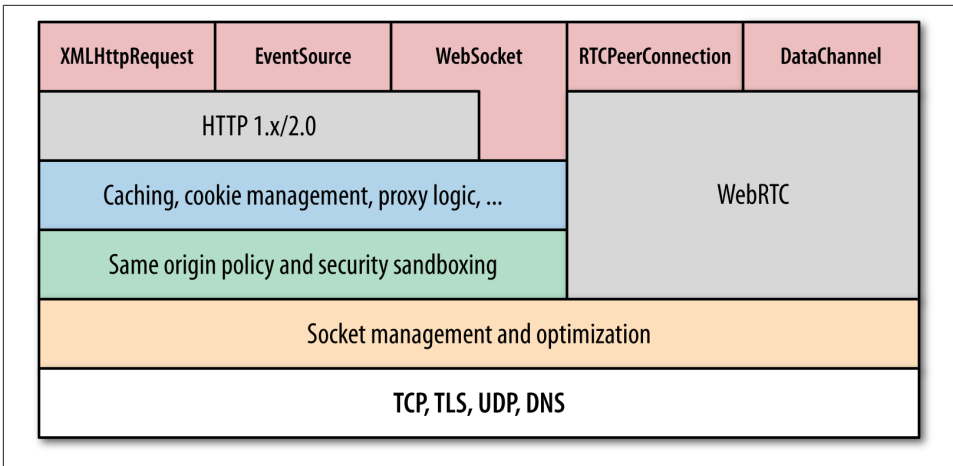 XMLHttpRequest
EventSource
WebSocket
RTCPeerConnection
DataChannel
HTTP 1.x/2.0
WebRTC
Caching, cookie management, proxy logic, ...
Same origin policy and security sandboxing
Socket management and optimization
TCP, TLS, UDP, DNS